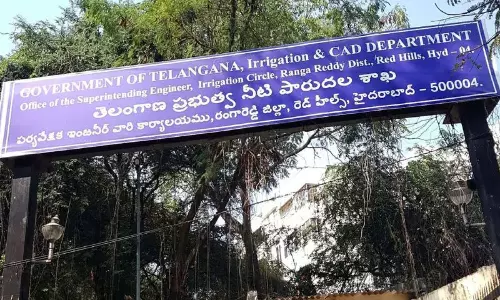 GOVERNMENT OF TELANGANA, Irrigation & CAD DEPARTMENT
Office of the Superintending Engineer, Irrigation Circle, Ranga Reddy Dist., Red Hills, Hyd - 04.
తెలంగాణ ప్రభుత్వ నీటి పారుదల శాఖ
పర్యవేక్షక ఇంజనీర్ వారి కార్యాలయము, రంగారెడ్డి జిల్లా, రెడ్ హిల్స్, హైదరాబాద్ – 500004.